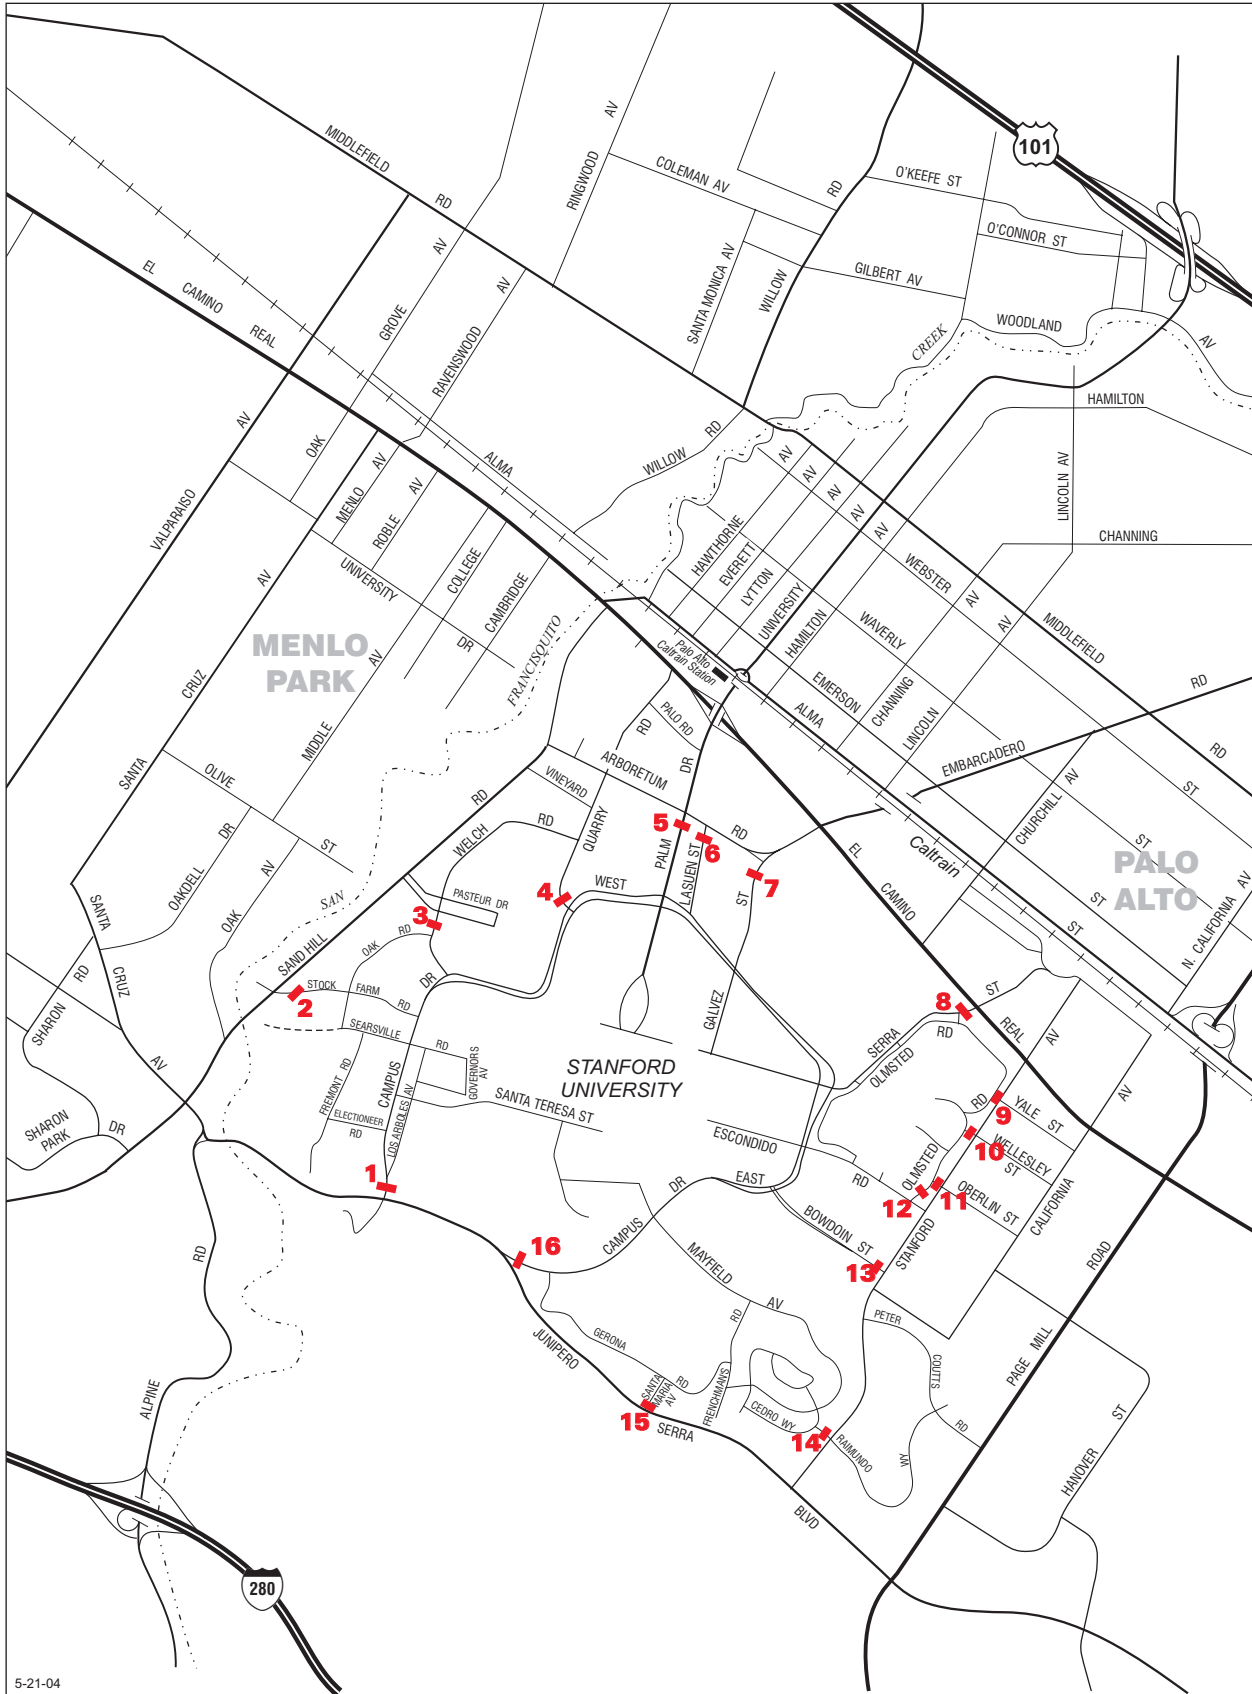 101
MIDDLEFIELD
RD
RINGWOOD
AV
COLEMAN AV
RD
O'KEEFE ST
O'CONNOR ST
GILBERT AV
SANTA MONICA AV
WILLOW
WOODLAND
AV
CREEK
EL
CAMINO
REAL
GROVE
AV
RAVENSWOOD
AV
HAMILTON
LINCOLN AV
CHANNING
ALMA
WILLOW
RD
OAK
AV
MENLO
AV
ROBLE
AV
VALPARAISO
AV
UNIVERSITY
DR
COLLEGE
CAMBRIDGE
HAWTHORNE
AV
EVERETT
AV
LYTTON
AV
UNIVERSITY
AV
HAMILTON
AV
WEBSTER
WAVERLY
MIDDLEFIELD
RD
EMERSON
ALMA
CHANNING
AV
LINCOLN
AV
EMBARCADERO
RD
MENLO
PARK
FRANCISQUITO
Palo Alto
Caltrain Station
SANTA
CRUZ
AV
MIDDLE
AV
OLIVE
ST
OAKDELL
DR
OAK
AV
SAN
SAND HILL
RD
ARBORETUM
RD
VINEYARD
QUARRY
RD
PALO RD
PALM
DR
WELCH
RD
PASTEUR DR
WEST
5
6
7
LASUEN ST
4
3
CHURCHILL AV
Caltrain
ST
ST
ST
ST
PALO
ALTO
N. CALIFORNIA AV
EL
CAMINO
REAL
SANTA
CRUZ
AV
SHARON
RD
SHARON
PARK
DR
2
STOCK
FARM
RD
OAK
RD
DR
SEARSVILLE
RD
FREMONT RD
ELECTIONEER
RD
CAMPUS
LOS ARBOLES AV
GOVERNORS
AV
SANTA TERESA ST
STANFORD
UNIVERSITY
GALVEZ
ST
8
SERRA
ST
OLMSTED
RD
ESCONDIDO
RD
RD
9
YALE ST
10
WELLESLEY
ST
11
OBERLIN ST
12
OLMSTED
STANFORD
AV
CALIFORNIA
AV
1
16
CAMPUS
DR
EAST
BOWDOIN ST
13
MAYFIELD
AV
JUNIPERO
SERRA
BLVD
GERONA
RD
SANTA
MARIA
AV
15
FRENCHMAN'S
RD
CEDRO WY
14
RAIMUNDO
WY
PETER
COUTTS
RD
PAGE MILL
ROAD
HANOVER
ST
ALPINE
RD
280
5-21-04